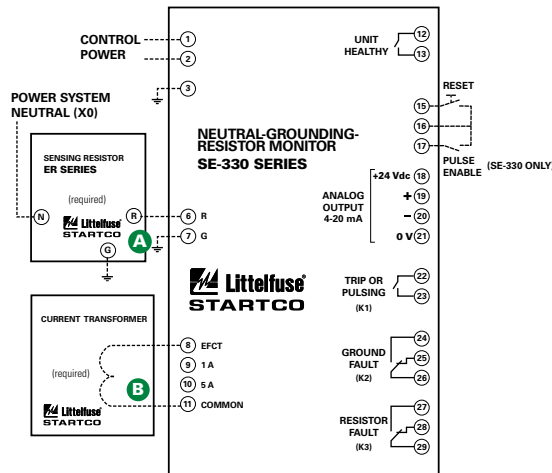 CONTROL
POWER
1
2
3
POWER SYSTEM
NEUTRAL (X0)
SENSING RESISTOR
ER SERIES
(required)
N
R
G
Littelfuse®
STARTCO
A
6 R
7 G
NEUTRAL-GROUNDING-
RESISTOR MONITOR
SE-330 SERIES
Littelfuse®
STARTCO
CURRENT TRANSFORMER
(required)
Littelfuse®
STARTCO
B
8 EFCT
9 1 A
10 5 A
11 COMMON
UNIT
HEALTHY
12
13
RESET
15
16
17
PULSE
ENABLE
(SE-330 ONLY)
ANALOG
OUTPUT
4-20 mA
+24 Vdc 18
+ 19
– 20
0 V 21
TRIP OR
PULSING
(K1)
22
23
GROUND
FAULT
(K2)
24
25
26
RESISTOR
FAULT
(K3)
27
28
29